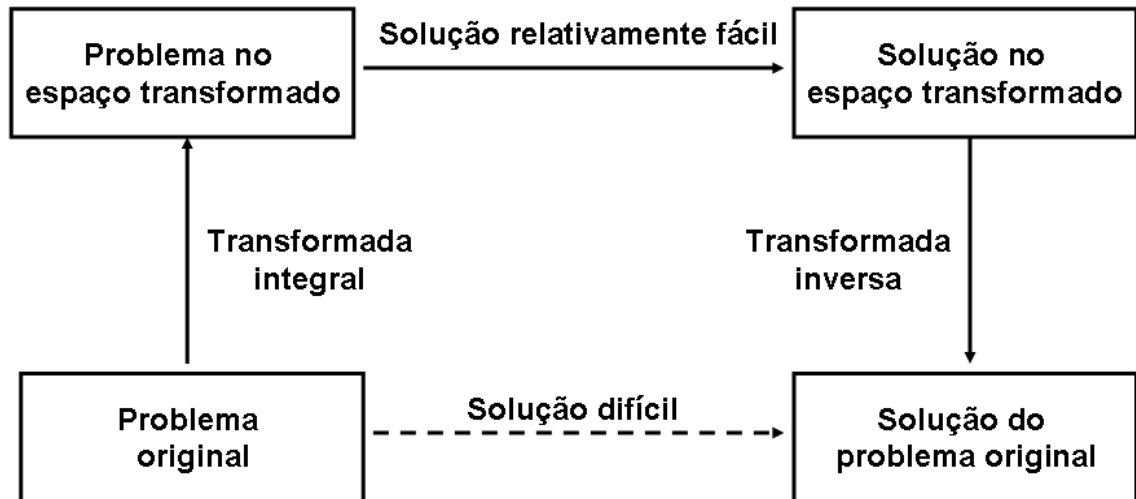 Problema no
espaço transformado
Solução relativamente fácil
Solução no
espaço transformado
Transformada
integral
Transformada
inversa
Problema
original
Solução difícil
Solução do
problema original